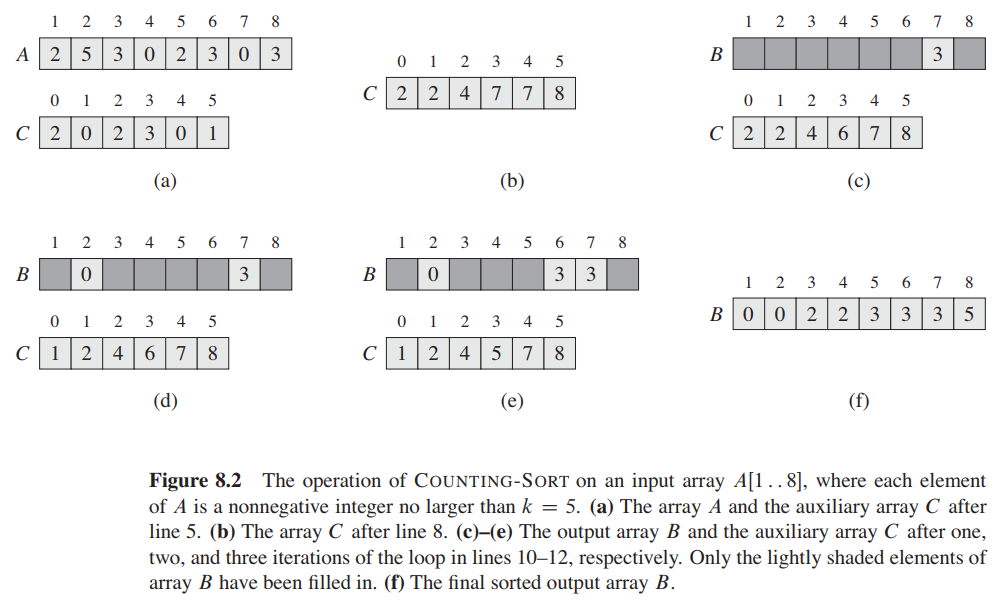 1 2 3 4 5 6 7 8
A 2 5 3 0 2 3 0 3
0 1 2 3 4 5
C 2 0 2 3 0 1
(a)
0 1 2 3 4 5
C 2 2 4 7 7 8
(b)
1 2 3 4 5 6 7 8
B 3
0 1 2 3 4 5
C 2 2 4 6 7 8
(c)
1 2 3 4 5 6 7 8
B 0 3
0 1 2 3 4 5
C 1 2 4 6 7 8
(d)
1 2 3 4 5 6 7 8
B 0 3 3
0 1 2 3 4 5
C 1 2 4 5 7 8
(e)
1 2 3 4 5 6 7 8
B 0 0 2 2 3 3 3 5
(f)
Figure 8.2 The operation of COUNTING-SORT on an input array A[1 . . 8], where each element
of A is a nonnegative integer no larger than k = 5. (a) The array A and the auxiliary array C after
line 5. (b) The array C after line 8. (c)–(e) The output array B and the auxiliary array C after one,
two, and three iterations of the loop in lines 10–12, respectively. Only the lightly shaded elements of
array B have been filled in. (f) The final sorted output array B.